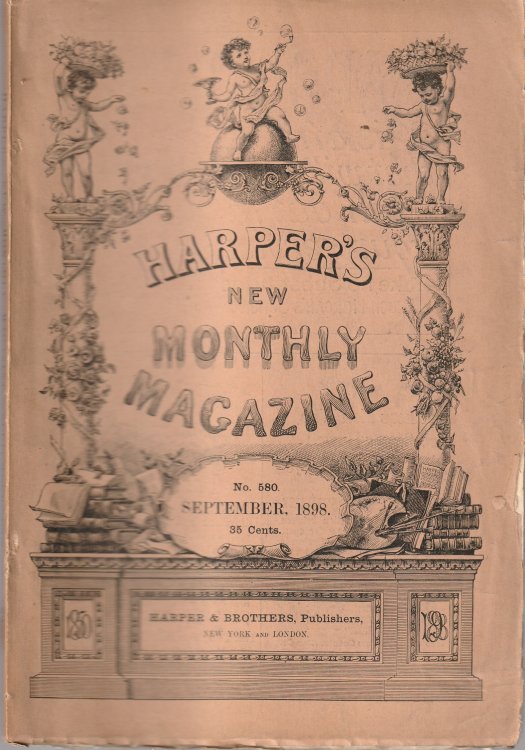 HARPER'S
NEW
MONTHLY
MAGAZINE
No. 580.
SEPTEMBER, 1898.
35 Cents.
HARPER & BROTHERS, Publishers,
NEW YORK AND LONDON.